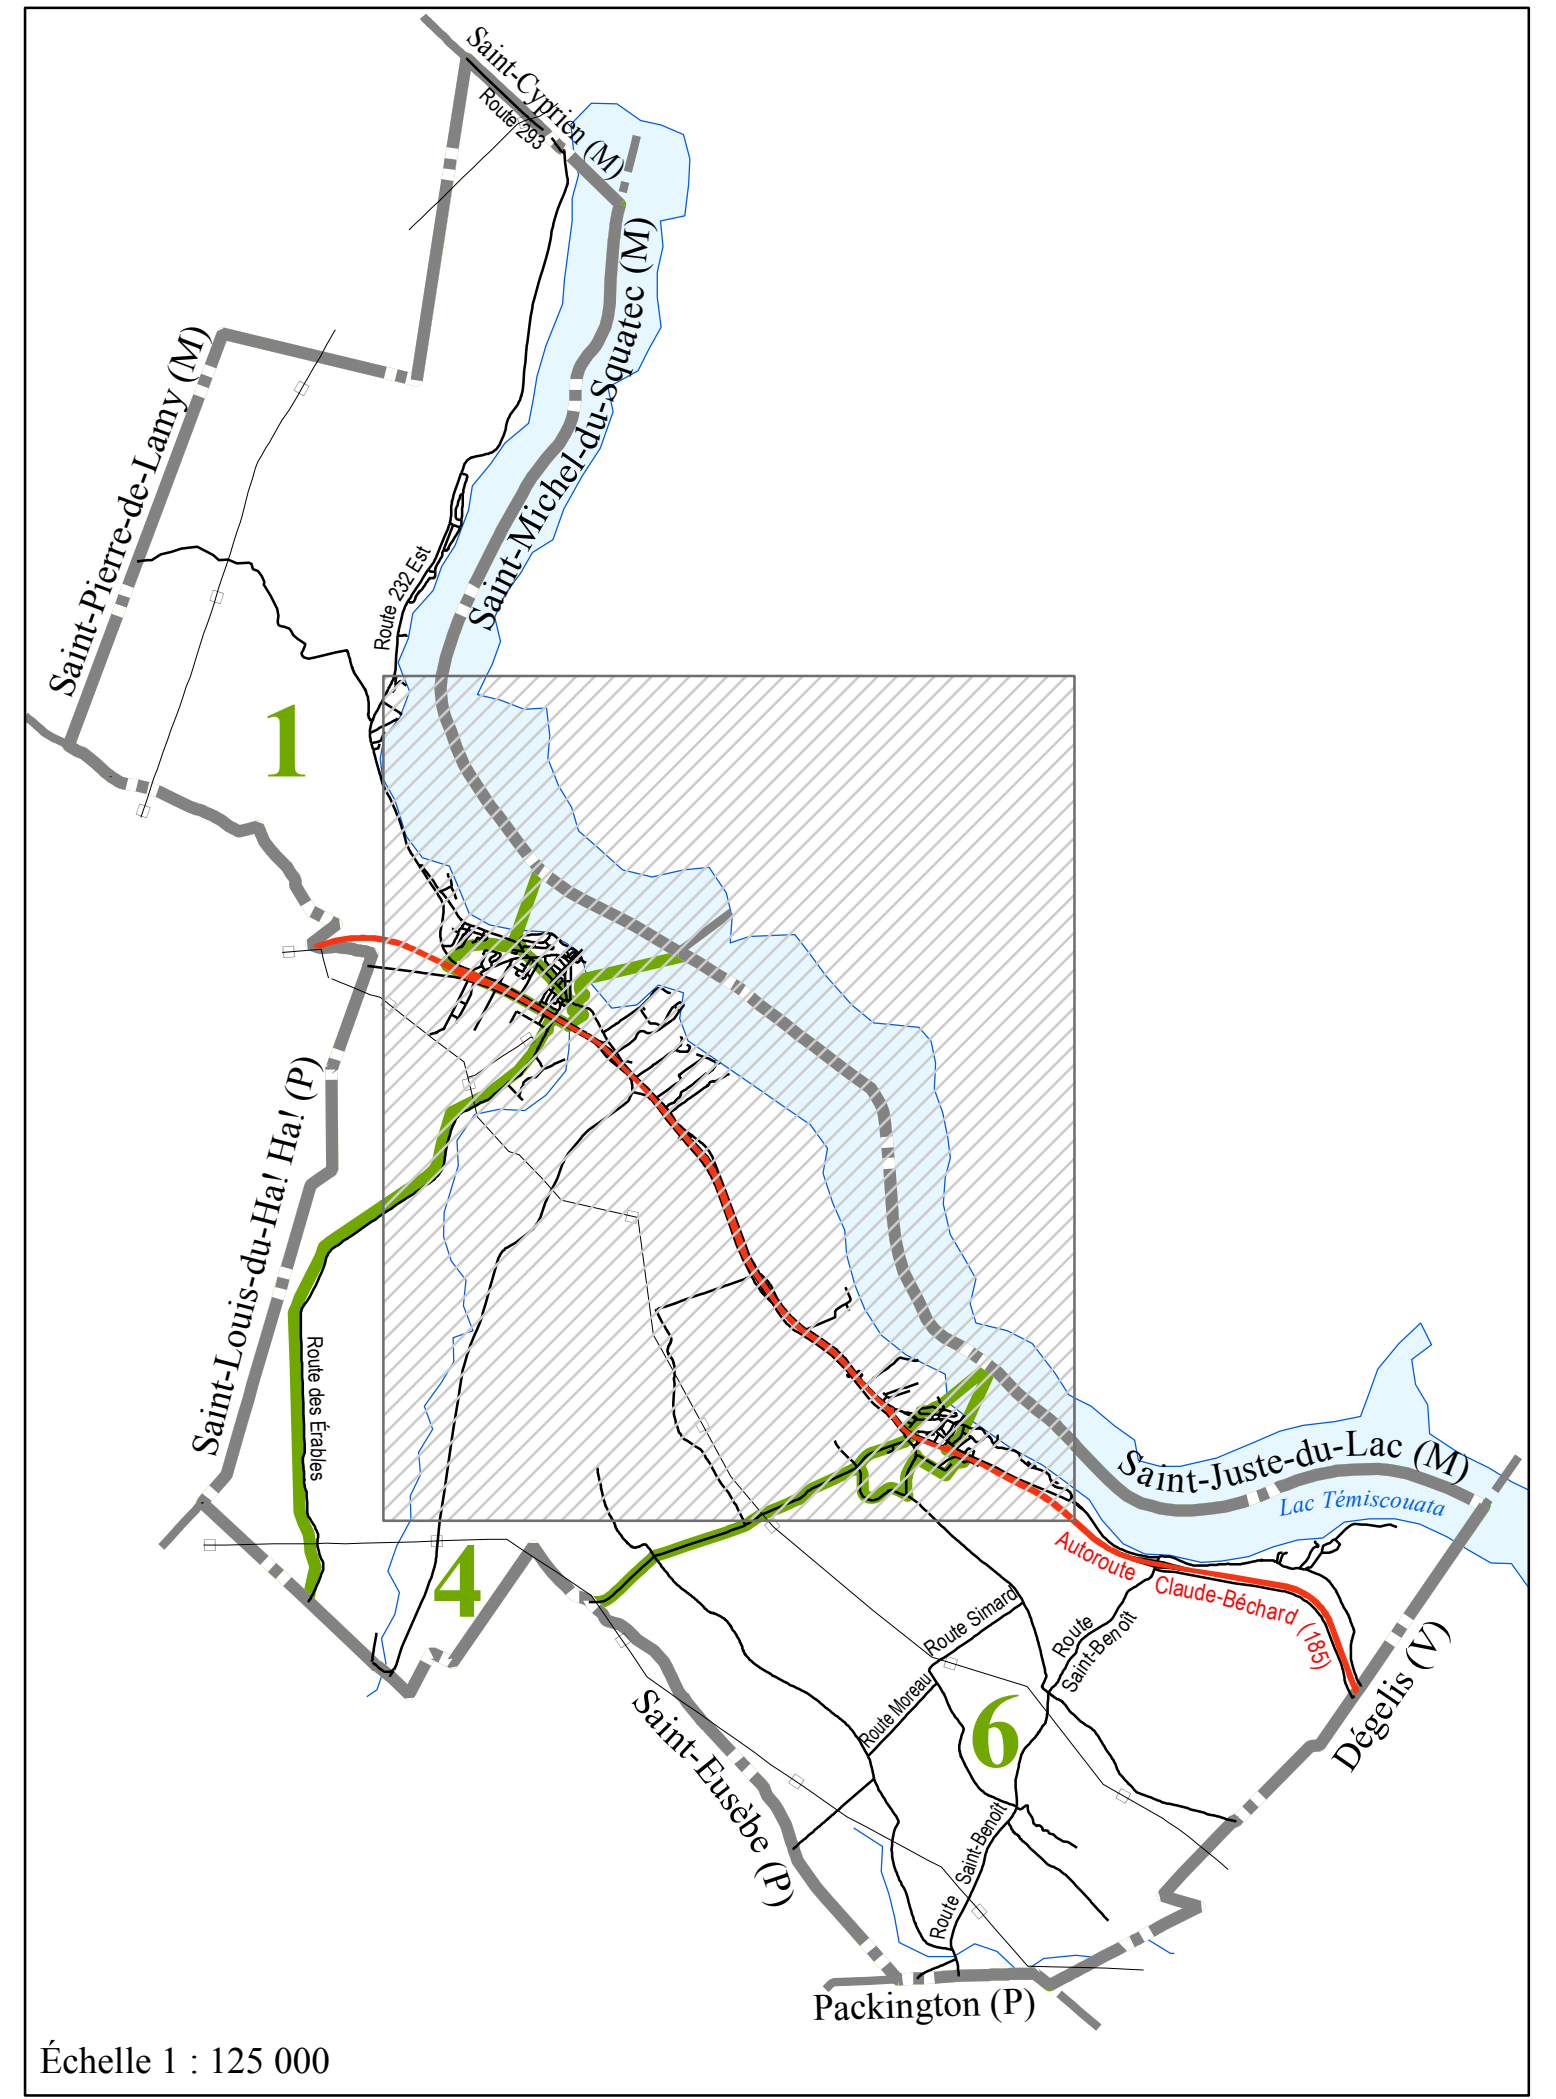 Saint-Cyprien (M)
Route 293
Saint-Michel-du-Squatec (M)
Saint-Pierre-de-Lamy (M)
Route 232 Est
1
Saint-Louis-du-Ha! Ha! (P)
Route des Érables
Saint-Juste-du-Lac (M)
Lac Témiscouata
Autoroute Claude-Béchard (185)
4
Route Simard
Route
Saint-Benoît
Route Moreau
6
Dégelis (V)
Saint-Eusèbe (P)
Route Saint-Benoît
Packington (P)
Échelle 1 : 125 000